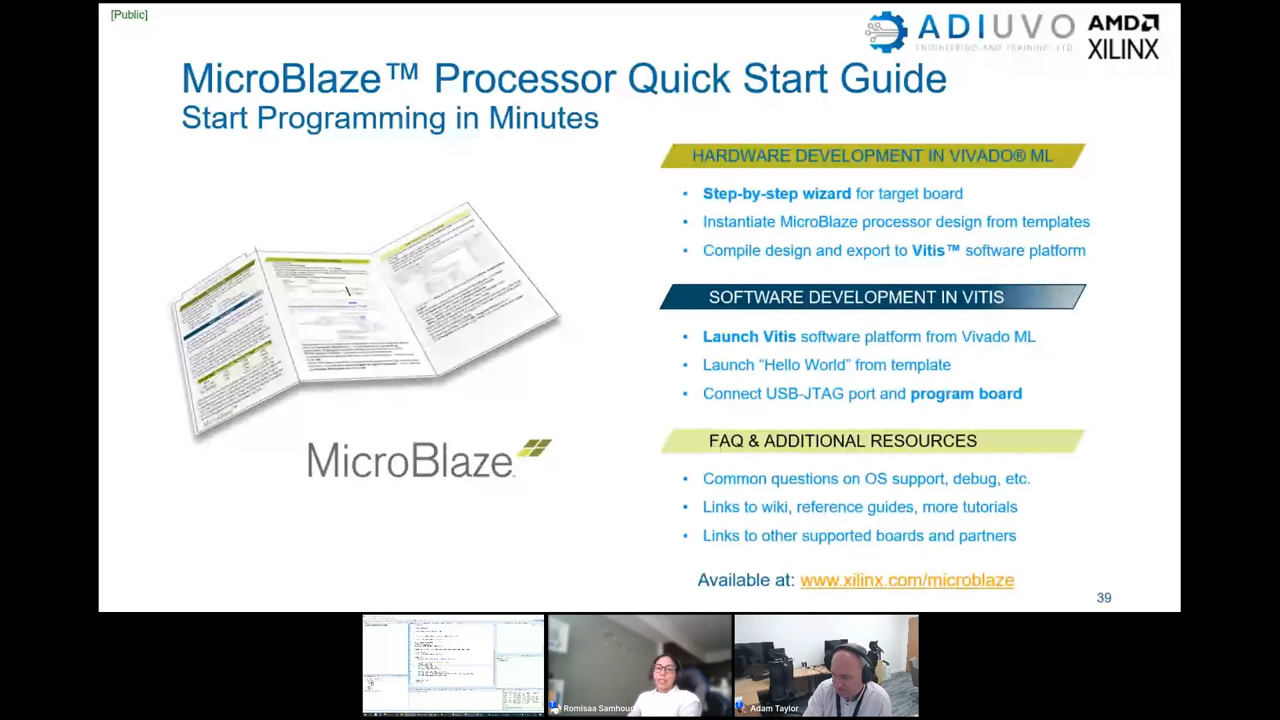 [Public]
ADIUVO
ENGINEERING AND TRAINING LTD
AMD
XILINX
MicroBlaze™ Processor Quick Start Guide
Start Programming in Minutes
HARDWARE DEVELOPMENT IN VIVADO® ML
• Step-by-step wizard for target board
• Instantiate MicroBlaze processor design from templates
• Compile design and export to Vitis™ software platform
SOFTWARE DEVELOPMENT IN VITIS
• Launch Vitis software platform from Vivado ML
• Launch “Hello World” from template
• Connect USB-JTAG port and program board
MicroBlaze™
FAQ & ADDITIONAL RESOURCES
• Common questions on OS support, debug, etc.
• Links to wiki, reference guides, more tutorials
• Links to other supported boards and partners
Available at: www.xilinx.com/microblaze
39
Romisaa
Adam Taylor